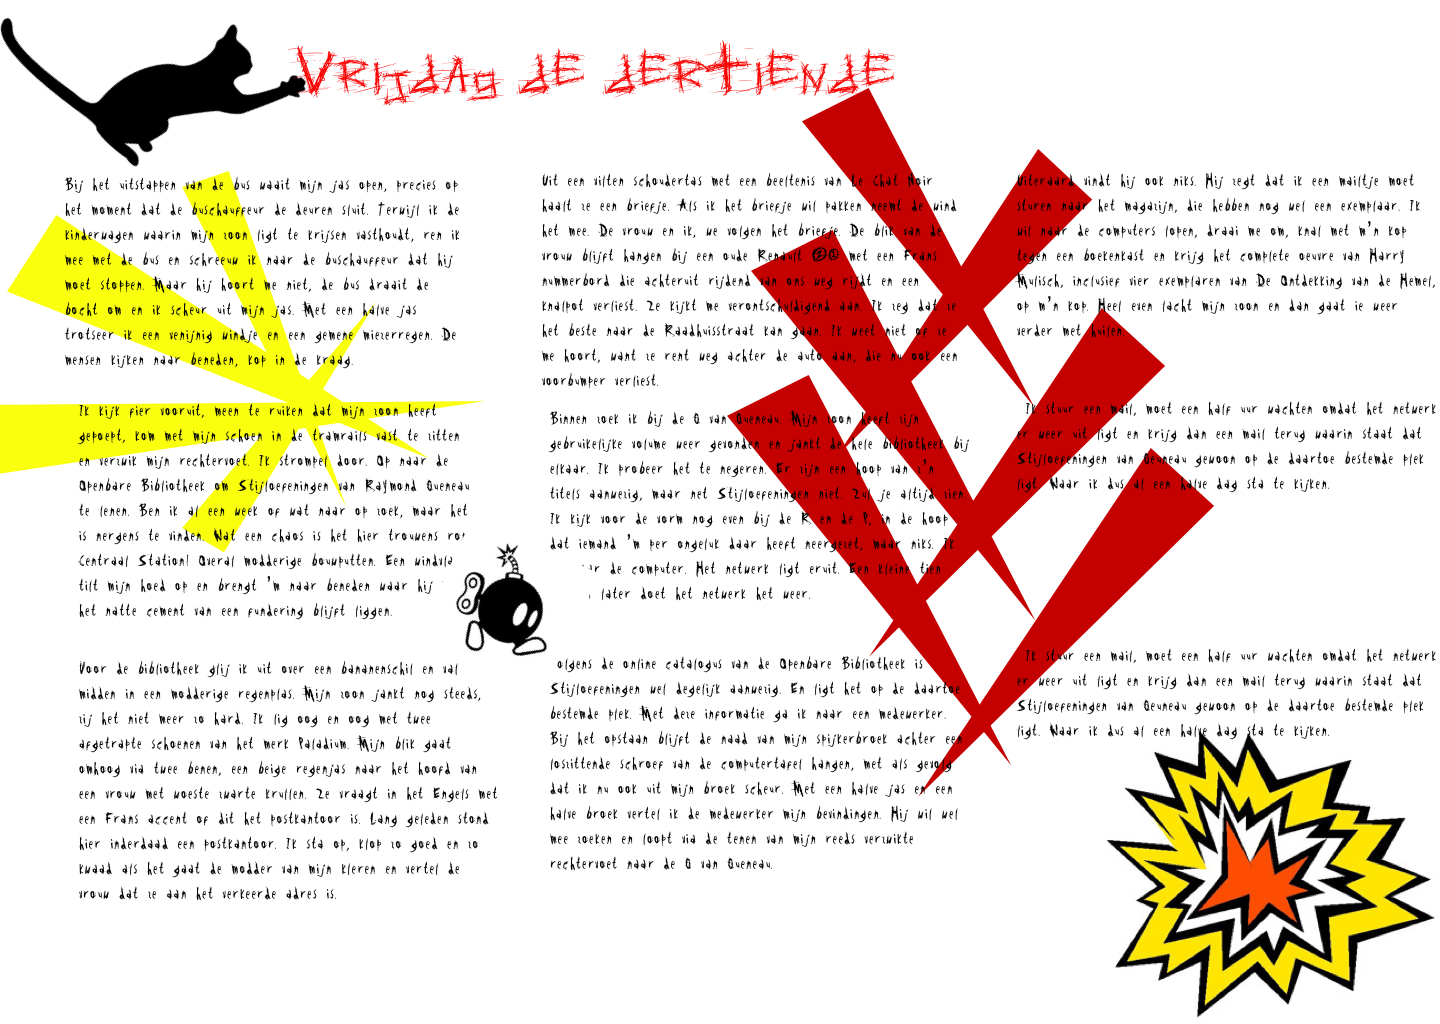 Vrijdag de dertiende
Bij het uitstappen van de bus waait mijn jas open, precies op
het moment dat de buschauffeur de deuren sluit. Terwijl ik de
kinderwagen waarin mijn zoon ligt te krijsen vasthoudt, ren ik
mee met de bus en schreeuw ik naar de buschauffeur dat hij
moet stoppen. Maar hij hoort me niet, de bus draait de
bocht om en ik scheur uit mijn jas. Met een halve jas
trotseer ik een venijnig windje en een gemene miezerregen. De
mensen kijken naar beneden, kop in de kraag.
Ik kijk fier vooruit, meen te ruiken dat mijn zoon heeft
gepoept, kom met mijn schoen in de tramrails vast te zitten
en verzwik mijn rechtervoet. Ik strompel door. Op naar de
Openbare Bibliotheek om Stijloefeningen van Raymond Queneau
te lenen. Ben ik al een week of wat naar op zoek, maar het
is nergens te vinden. Wat een chaos is het hier trouwens
Centraal Station! Overal modderige bouwputten. Een
tilt mijn hoed op en brengt 'm naar beneden waar hij
het natte cement van een fundering blijft liggen.
Voor de bibliotheek glij ik uit over een bananenschil en val
midden in een modderige regenplas. Mijn zoon jankt nog steeds,
zij het niet meer zo hard. Ik lig oog en oog met twee
afgetrapte schoenen van het merk Paladium. Mijn blik gaat
omhoog via twee benen, een beige regenjas naar het hoofd van
een vrouw met woeste zwarte krullen. Ze vraagt in het Engels met
een Frans accent of dit het postkantoor is. Lang geleden stond
hier inderdaad een postkantoor. Ik sta op, klop zo goed en zo
kwaad als het gaat de modder van mijn kleren en vertel de
vrouw dat ze aan het verkeerde adres is.
Uit een vilten schoudertas met een beeltenis van Le Chat Noir
haalt ze een briefje. Als ik het briefje wil pakken neemt de wind
het mee. De vrouw en ik, we volgen het briefje. De blik van de
vrouw blijft hangen bij een oude Renault met een Frans
nummerbord die achteruit rijdend van ons weg rijdt en een
knalpot verliest. Ze kijkt me verontschuldigend aan. Ik zeg dat ze
het beste naar de Raadhuisstraat kan gaan. Ik weet niet of ze
me hoort, want ze rent weg achter de auto aan, die nu ook een
voorbumper verliest.
Binnen zoek ik bij de Q van Queneau. Mijn zoon heeft zijn
gebruikelijke volume weer gevonden en jankt de hele bibliotheek bij
elkaar. Ik probeer het te negeren. Er zijn een hoop van z'n
titels aanwezig, maar net Stijloefeningen niet. Zul je altijd zien.
Ik kijk voor de vorm nog even bij de R en de P, in de hoop
dat iemand 'm per ongeluk daar heeft neergezet, maar niks. Ik
de computer. Het netwerk ligt eruit. Een kleine tien
later doet het netwerk het weer.
olgens de online catalogus van de Openbare Bibliotheek is
Stijloefeningen wel degelijk aanwezig. En ligt het op de daartoe
bestemde plek. Met deze informatie ga ik naar een medewerker.
Bij het opstaan blijft de naad van mijn spijkerbroek achter een
loszittende schroef van de computertafel hangen, met als gevolg
dat ik nu ook uit mijn broek scheur. Met een halve jas en een
halve broek vertel ik de medewerker mijn bevindingen. Hij wil wel
mee zoeken en loopt via de tenen van mijn reeds verzwikte
rechtervoet naar de Q van Queneau.
Uiteraard vindt hij ook niks. Hij zegt dat ik een mailtje moet
sturen naar het magazijn, die hebben nog wel een exemplaar. Ik
wil naar de computers lopen, draai me om, knal met m'n kop
tegen een boekenkast en krijg het complete oeuvre van Harry
Mulisch, inclusief vier exemplaren van De Ontdekking van de Hemel,
op m'n kop. Heel even lacht mijn zoon en dan gaat ie weer
verder met huilen.
Ik stuur een mail, moet een half uur wachten omdat het netwerk
er weer uit ligt en krijg dan een mail terug waarin staat dat
Stijloefeningen van Qeuneau gewoon op de daartoe bestemde plek
ligt. Waar ik dus al een halve dag sta te kijken.
Ik stuur een mail, moet een half uur wachten omdat het netwerk
er weer uit ligt en krijg dan een mail terug waarin staat dat
Stijloefeningen van Qeuneau gewoon op de daartoe bestemde plek
ligt. Waar ik dus al een halve dag sta te kijken.